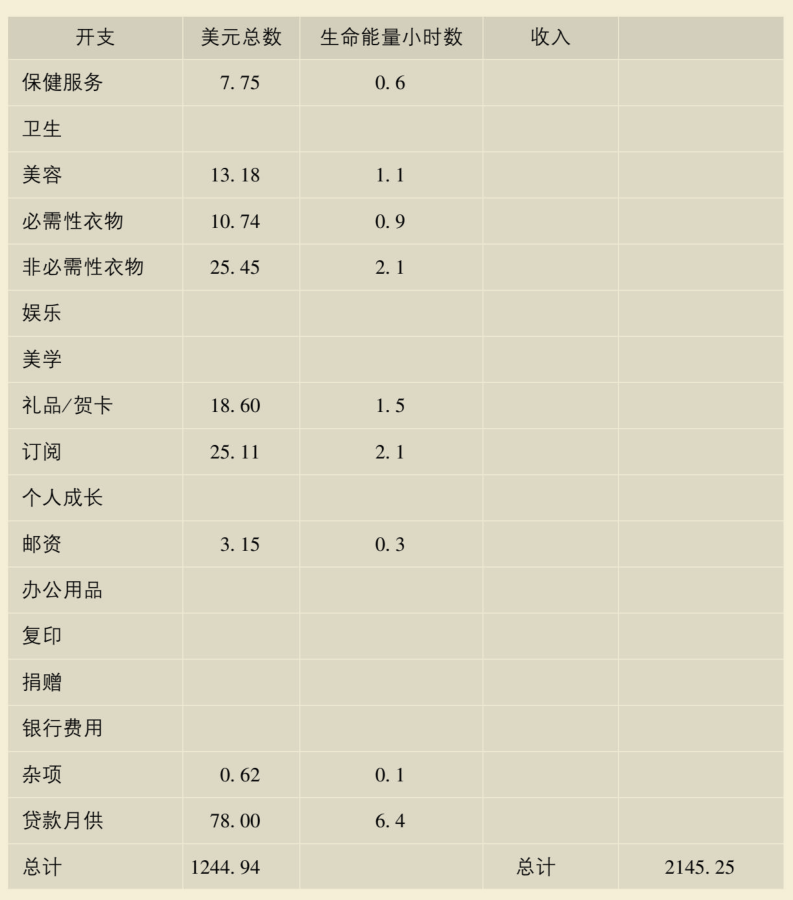 开支 美元总数 生命能量小时数 收入
保健服务 7.75 0.6
卫生
美容 13.18 1.1
必需性衣物 10.74 0.9
非必需性衣物 25.45 2.1
娱乐
美学
礼品/贺卡 18.60 1.5
订阅 25.11 2.1
个人成长
邮资 3.15 0.3
办公用品
复印
捐赠
银行费用
杂项 0.62 0.1
贷款月供 78.00 6.4
总计 1244.94 总计 2145.25